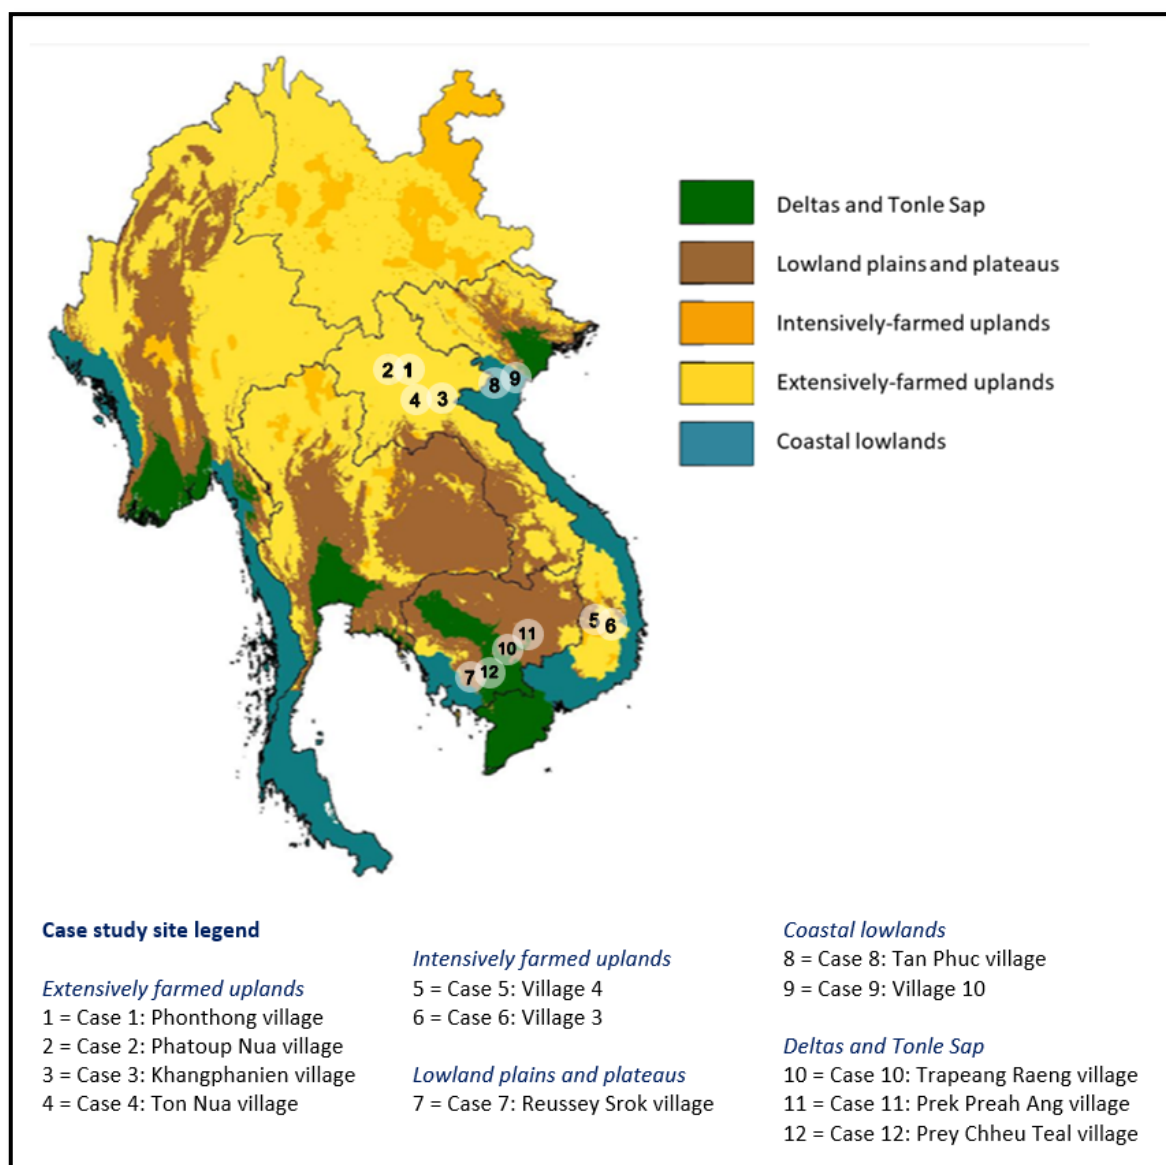 Deltas and Tonle Sap
Lowland plains and plateaus
Intensively-farmed uplands
Extensively-farmed uplands
Coastal lowlands
2 1
4 3
8 9
5 6
11
10
7 12
Case study site legend
Extensively farmed uplands
1 = Case 1: Phonthong village
2 = Case 2: Phatoup Nua village
3 = Case 3: Khangphanien village
4 = Case 4: Ton Nua village
Intensively farmed uplands
5 = Case 5: Village 4
6 = Case 6: Village 3
Lowland plains and plateaus
7 = Case 7: Reussey Srok village
Coastal lowlands
8 = Case 8: Tan Phuc village
9 = Case 9: Village 10
Deltas and Tonle Sap
10 = Case 10: Trapeang Raeng village
11 = Case 11: Prek Preah Ang village
12 = Case 12: Prey Chheu Teal village